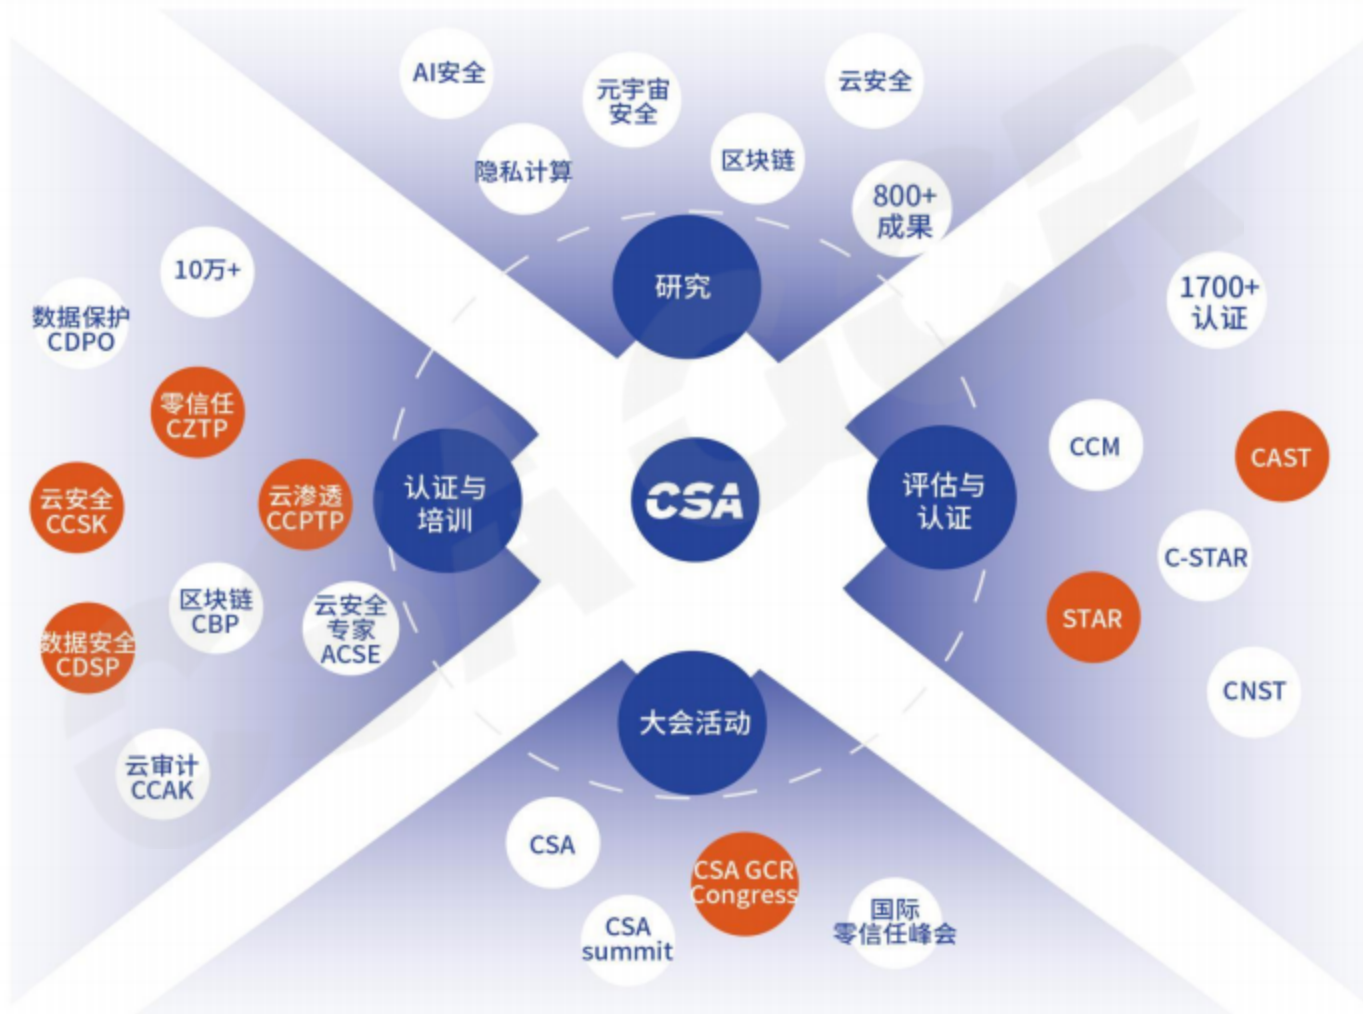 AI安全
元宇宙
安全
云安全
隐私计算
区块链
800+
成果
研究
10万+
数据保护
CDPO
零信任
CZTP
云安全
CCSK
云渗透
CCPTP
认证与
培训
数据安全
CDSP
区块链
CBP
云安全
专家
ACSE
云审计
CCAK
CSA
评估与
认证
1700+
认证
CCM
CAST
C-STAR
STAR
CNST
大会活动
CSA
CSA
summit
CSA GCR
Congress
国际
零信任峰会